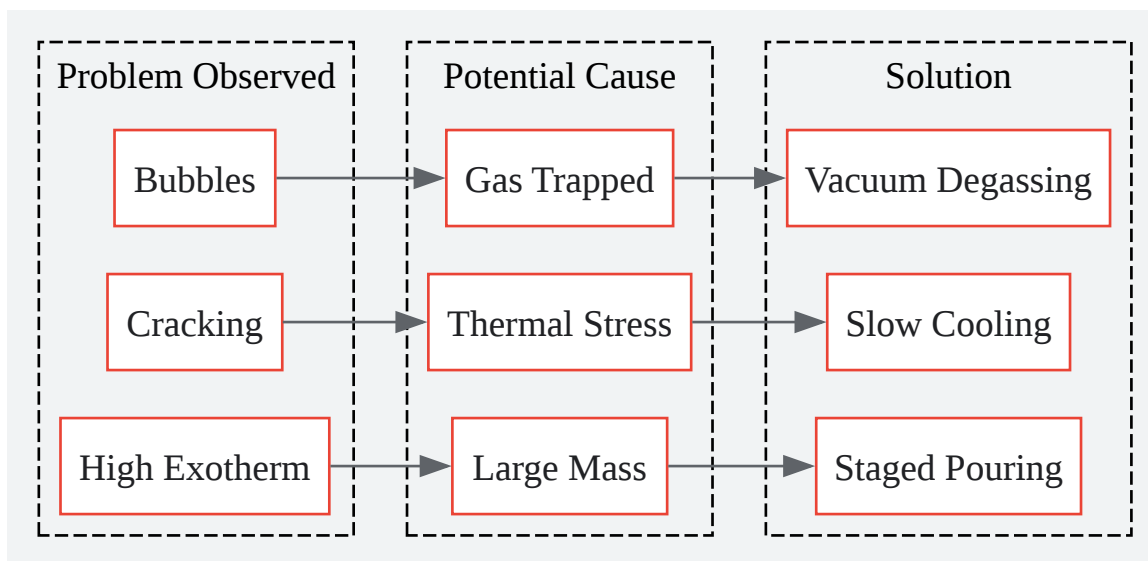 Problem Observed
Potential Cause
Solution
Bubbles
Gas Trapped
Vacuum Degassing
Cracking
Thermal Stress
Slow Cooling
High Exotherm
Large Mass
Staged Pouring